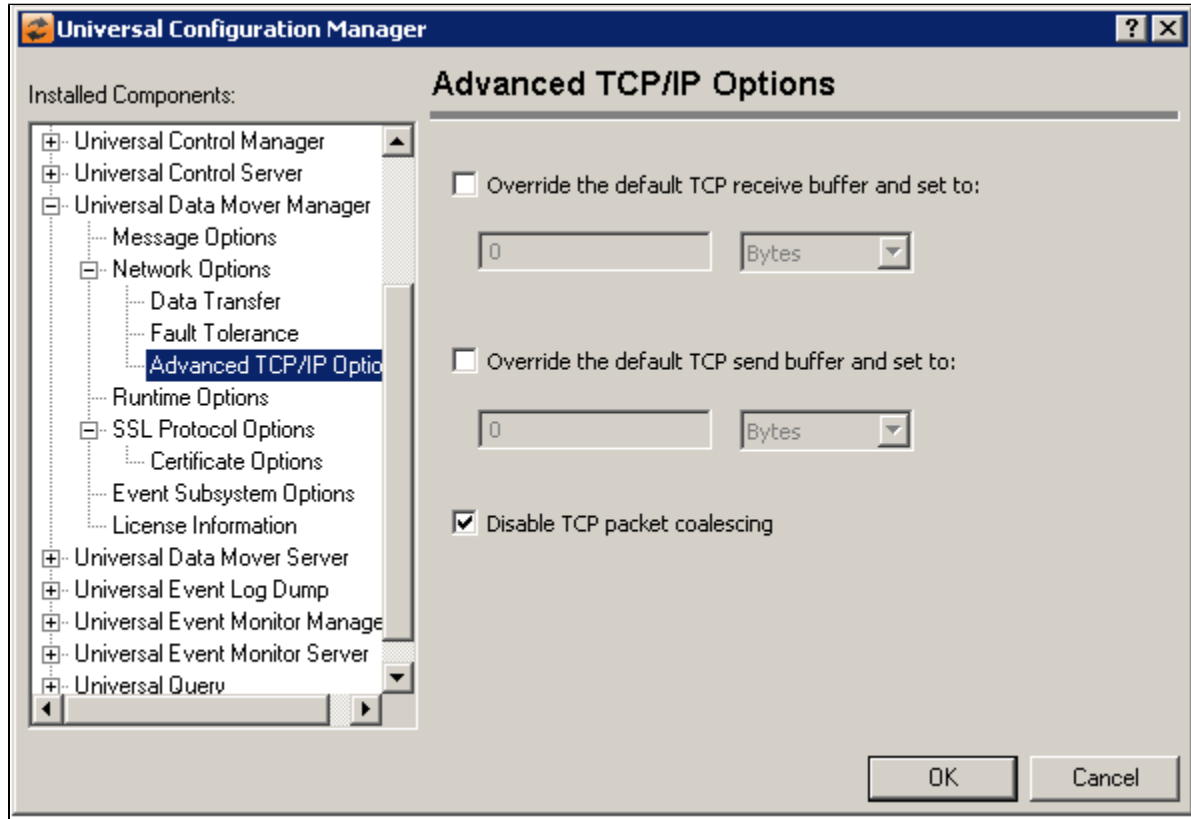 Universal Configuration Manager
Installed Components:
Universal Control Manager
Universal Control Server
Universal Data Mover Manager
Message Options
Network Options
Data Transfer
Fault Tolerance
Advanced TCP/IP Optio
Runtime Options
SSL Protocol Options
Certificate Options
Event Subsystem Options
License Information
Universal Data Mover Server
Universal Event Log Dump
Universal Event Monitor Manage
Universal Event Monitor Server
Universal Query
Advanced TCP/IP Options
Override the default TCP receive buffer and set to:
0 Bytes
Override the default TCP send buffer and set to:
0 Bytes
Disable TCP packet coalescing
OK Cancel